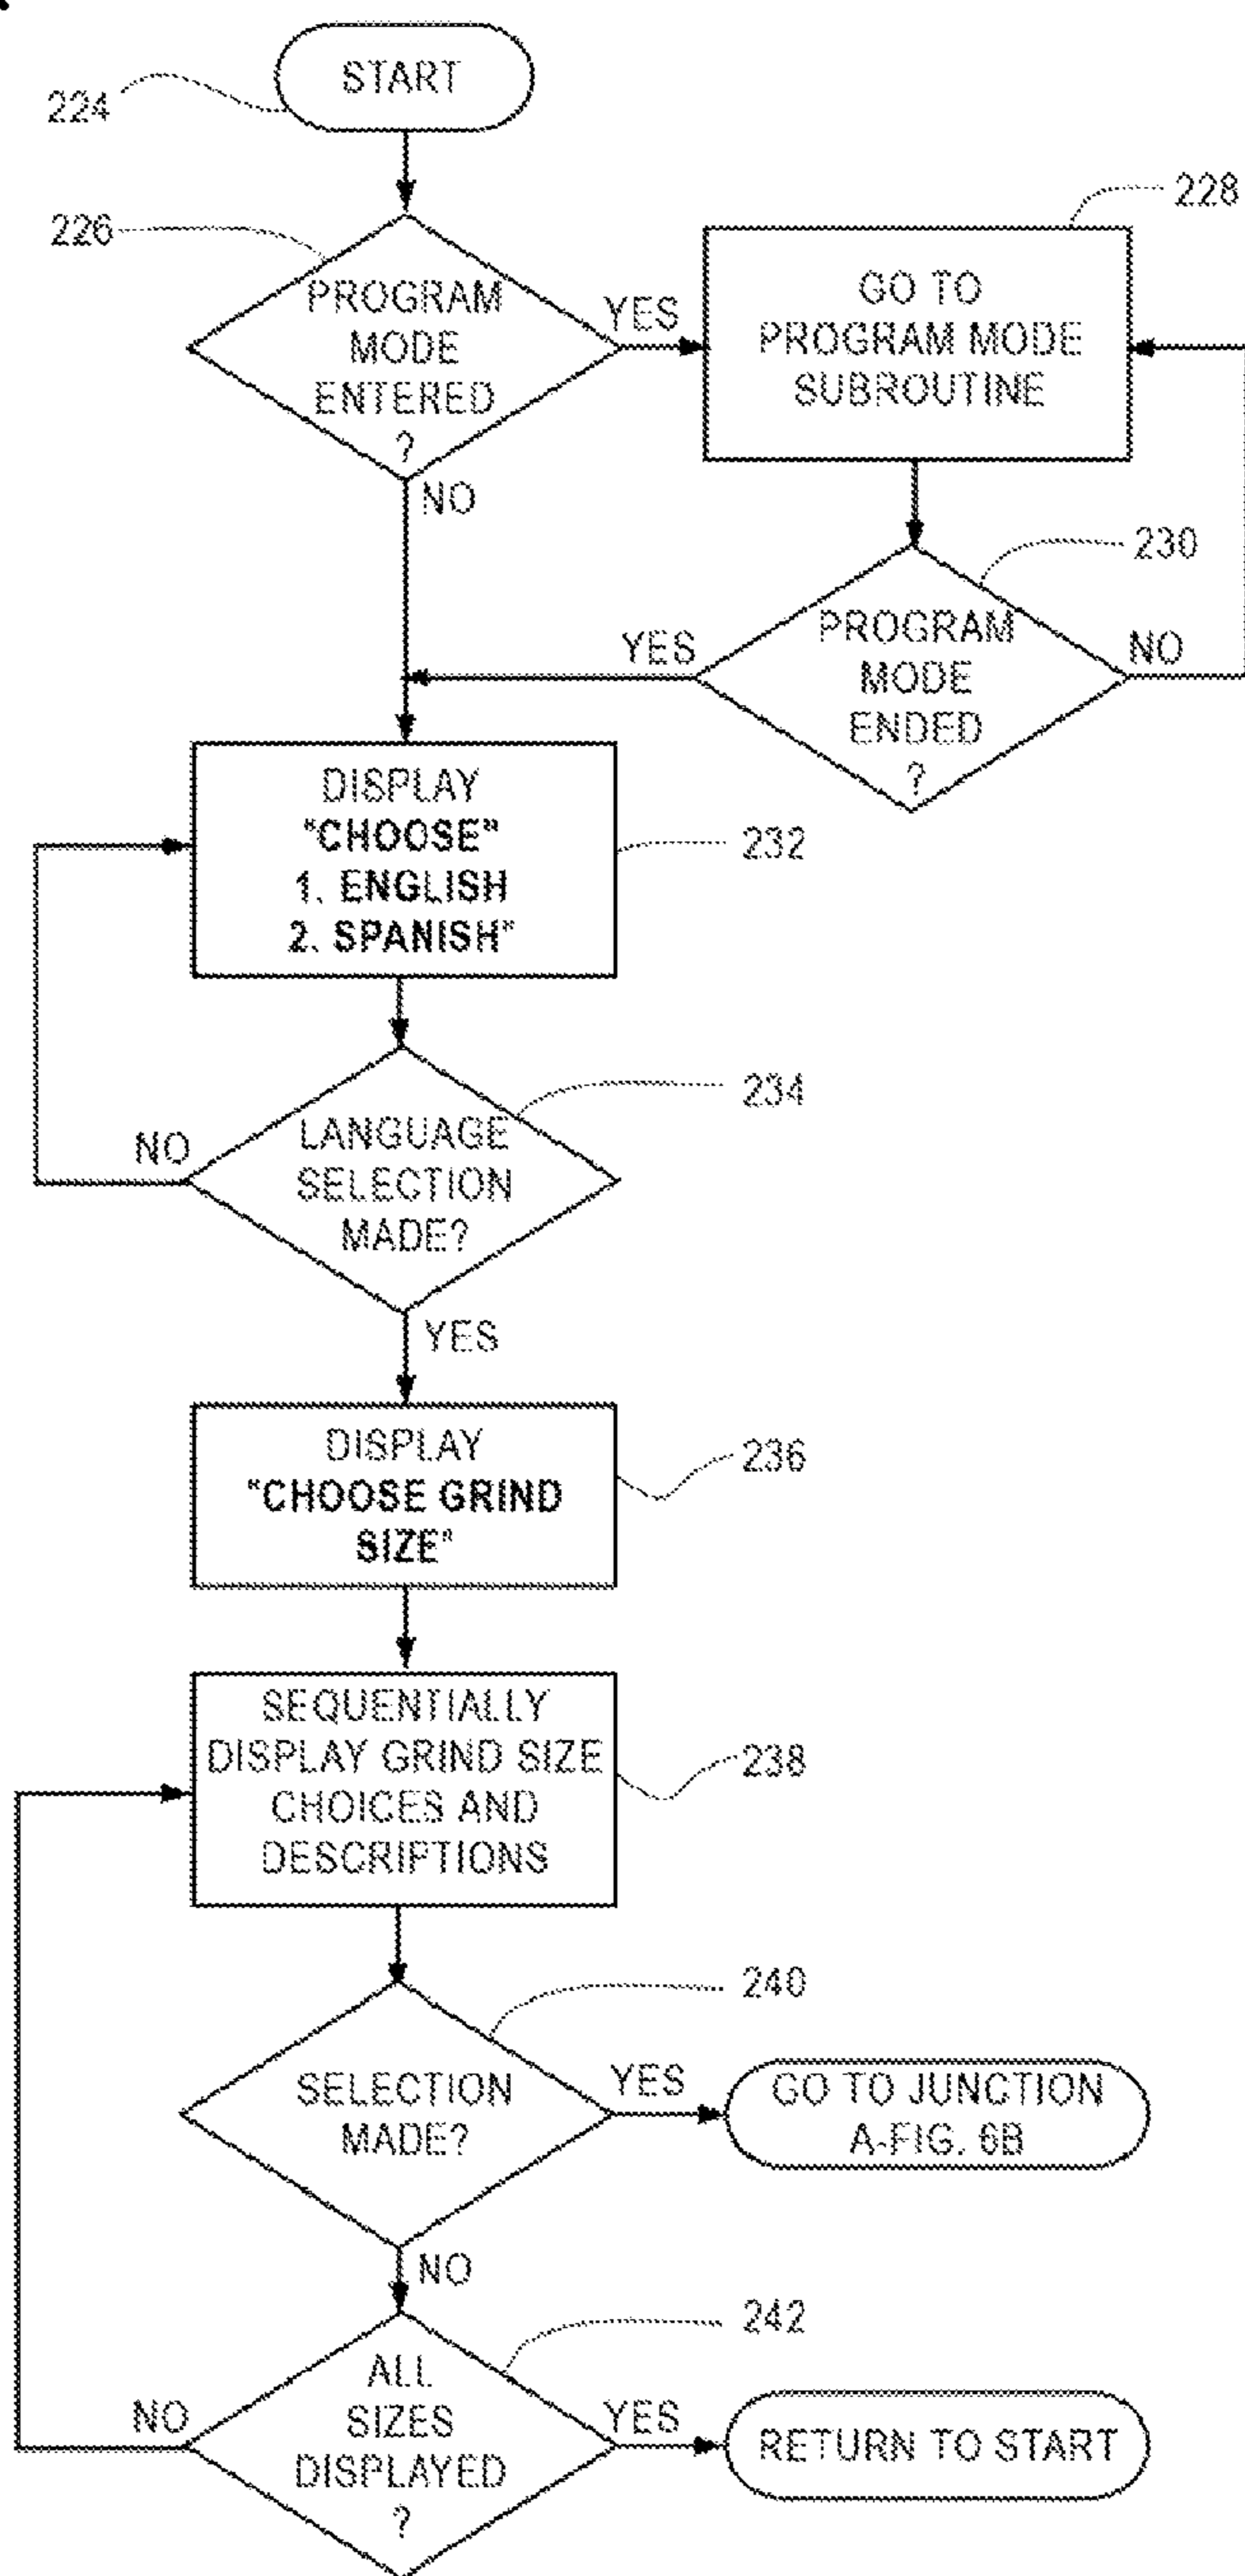 START
224
226
PROGRAM
MODE
ENTERED
?
YES
NO
228
GO TO
PROGRAM MODE
SUBROUTINE
230
PROGRAM
MODE
ENDED
?
YES
NO
DISPLAY
"CHOOSE"
1. ENGLISH
2. SPANISH"
232
234
LANGUAGE
SELECTION
MADE?
NO
YES
DISPLAY
"CHOOSE GRIND
SIZE"
236
SEQUENTIALLY
DISPLAY GRIND SIZE
CHOICES AND
DESCRIPTIONS
238
240
SELECTION
MADE?
YES
GO TO JUNCTION
A-FIG. 6B
NO
242
ALL
SIZES
DISPLAYED
?
NO
YES
RETURN TO START